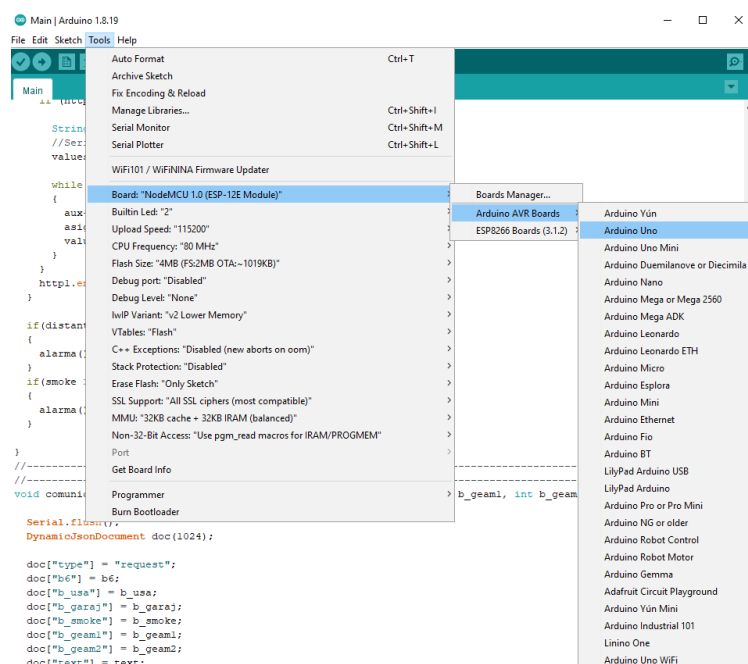 Main | Arduino 1.8.19
File Edit Sketch Tools Help
Main
Auto Format Ctrl+T
Archive Sketch
Fix Encoding & Reload
Manage Libraries... Ctrl+Shift+I
Serial Monitor Ctrl+Shift+M
Serial Plotter Ctrl+Shift+L
WiFi101 / WiFiNINA Firmware Updater
Board: "NodeMCU 1.0 (ESP-12E Module)"
Builtin Led: "2"
Upload Speed: "115200"
CPU Frequency: "80 MHz"
Flash Size: "4MB (FS:2MB OTA:~1019KB)"
Debug port: "Disabled"
Debug Level: "None"
lwIP Variant: "v2 Lower Memory"
VTables: "Flash"
C++ Exceptions: "Disabled (new aborts on oom)"
Stack Protection: "Disabled"
Erase Flash: "Only Sketch"
SSL Support: "All SSL ciphers (most compatible)"
MMU: "32KB cache + 32KB IRAM (balanced)"
Non-32-Bit Access: "Use pgm_read macros for IRAM/PROGMEM"
Port
Get Board Info
Programmer
Burn Bootloader
Boards Manager...
Arduino AVR Boards
ESP8266 Boards (3.1.2)
Arduino Yún
Arduino Uno
Arduino Uno Mini
Arduino Duemilanove or Diecimila
Arduino Nano
Arduino Mega or Mega 2560
Arduino Mega ADK
Arduino Leonardo
Arduino Leonardo ETH
Arduino Micro
Arduino Esplora
Arduino Mini
Arduino Ethernet
Arduino Fio
Arduino BT
LilyPad Arduino USB
LilyPad Arduino
Arduino Pro or Pro Mini
Arduino NG or older
Arduino Robot Control
Arduino Robot Motor
Arduino Gemma
Adafruit Circuit Playground
Arduino Yún Mini
Arduino Industrial 101
Linino One
Arduino Uno WiFi
String
//Ser
values
while
{
aux
asig
valu
}
}
http1.e
}
if(distant
{
alarma()
}
if(smoke
{
alarma()
}
}
//----------
//----------
void comunic b_geam1, int b_geam
Serial.flush();
DynamicJsonDocument doc(1024);
doc["type"] = "request";
doc["b6"] = b6;
doc["b_usa"] = b_usa;
doc["b_garaj"] = b_garaj;
doc["b_smoke"] = b_smoke;
doc["b_geam1"] = b_geam1;
doc["b_geam2"] = b_geam2;
doc["text"] = text;